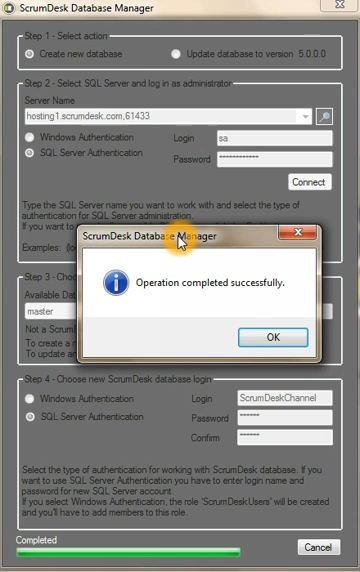 ScrumDesk Database Manager
Step 1 - Select action
Create new database
Update database to version 5.0.0.0
Step 2 - Select SQL Server and log in as administrator
Server Name
hosting1.scrumdesk.com,61433
Windows Authentication
SQL Server Authentication
Login
sa
Password
************
Connect
Type the SQL Server name you want to work with and select the type of
authentication for SQL Server administration.
If you want
Examples: (lo
ScrumDesk Database Manager
Operation completed successfully.
OK
Step 3 - Choo
Available Dat
master
Not a Scrum
To create a n
To update an
Step 4 - Choose new ScrumDesk database login
Windows Authentication
SQL Server Authentication
Login
ScrumDeskChannel
Password
******
Confirm:
******
Select the type of authentication for working with ScrumDesk database. If you
want to use SQL Server Authentication you have to enter login name and
password for new SQL Server account.
If you select Windows Authentication, the role 'ScrumDeskUsers' will be created
and you'll have to add members to this role.
Completed
Cancel